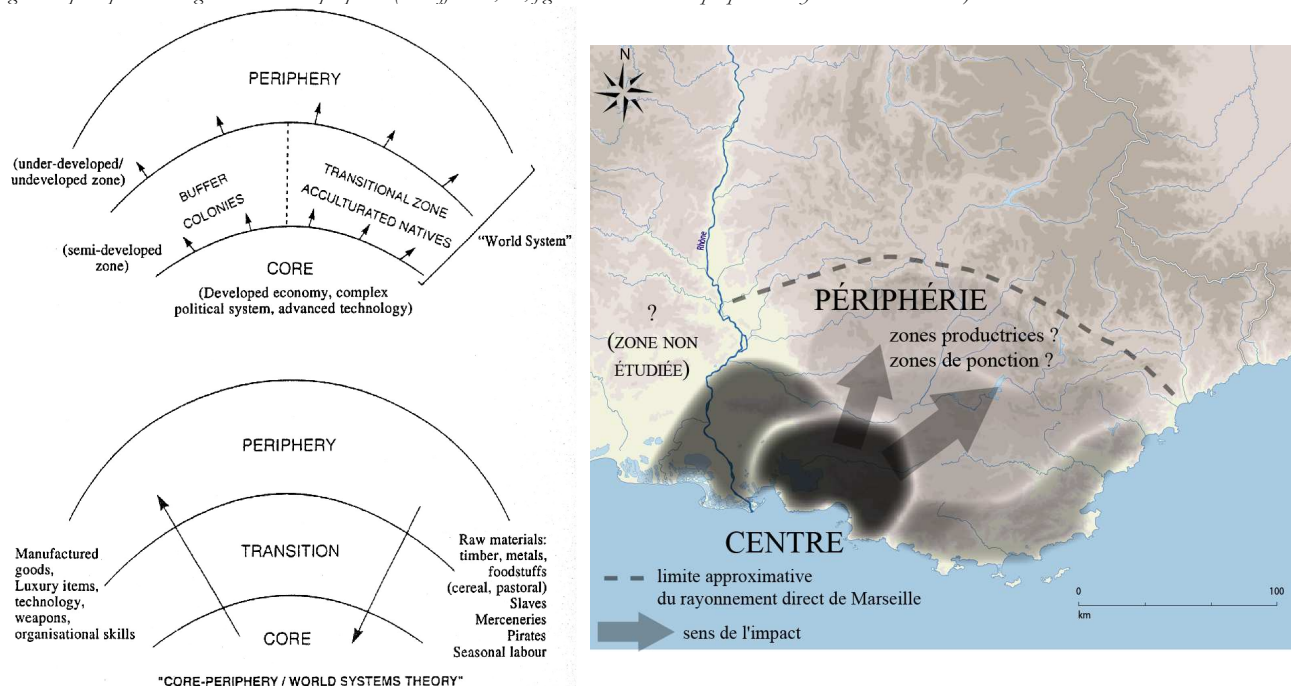 PERIPHERY
(under-developed/
undeveloped zone)
BUFFER
COLONIES
TRANSITIONAL ZONE
ACCULTURATED NATIVES
(semi-developed
zone)
"World System"
CORE
(Developed economy, complex
political system, advanced technology)
PERIPHERY
TRANSITION
CORE
Manufactured
goods,
Luxury items,
technology,
weapons,
organisational skills
Raw materials:
timber, metals,
foodstuffs
(cereal, pastoral)
Slaves
Merceneries
Pirates
Seasonal labour
"CORE-PERIPHERY / WORLD SYSTEMS THEORY"
N
Rhône
PÉRIPHÉRIE
zones productrices ?
zones de ponction ?
?
(ZONE NON
ÉTUDIÉE)
CENTRE
limite approximative
du rayonnement direct de Marseille
sens de l'impact
0 100
km